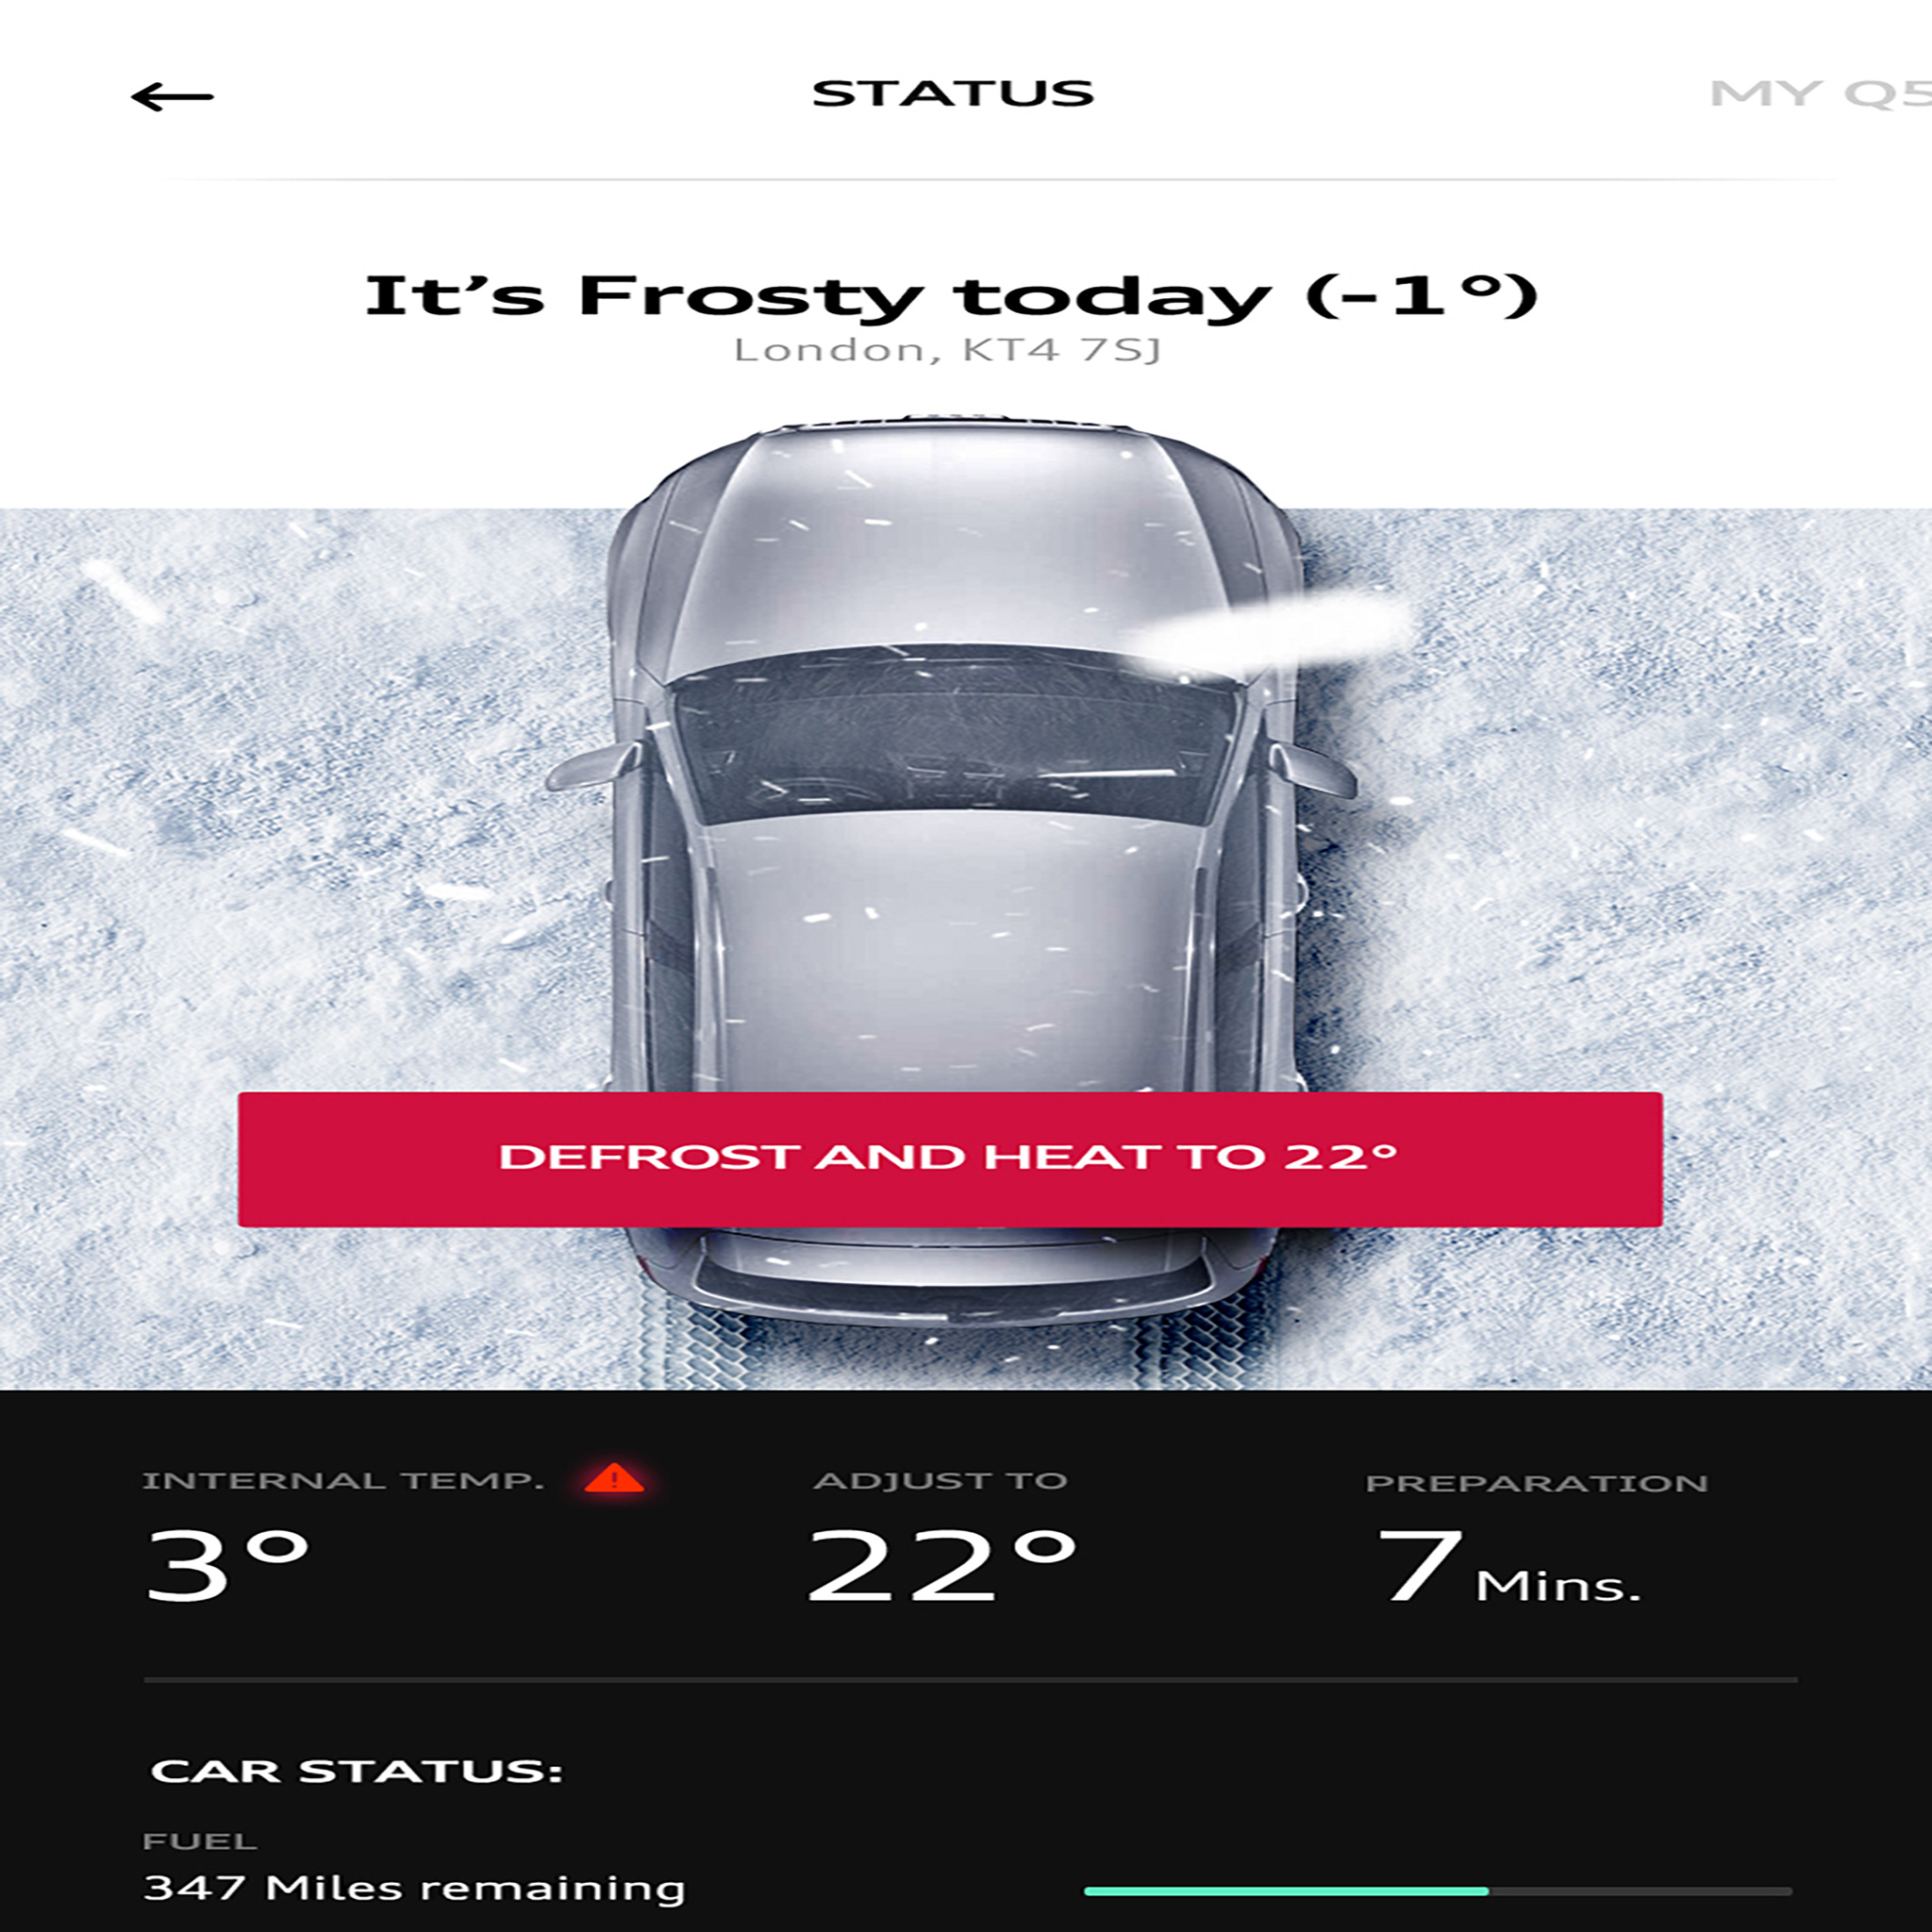 STATUS
MY Q5
It’s Frosty today (-1°)
London, KT4 7SJ
DEFROST AND HEAT TO 22°
INTERNAL TEMP.
ADJUST TO
PREPARATION
3°
22°
7 Mins.
CAR STATUS:
FUEL
347 Miles remaining